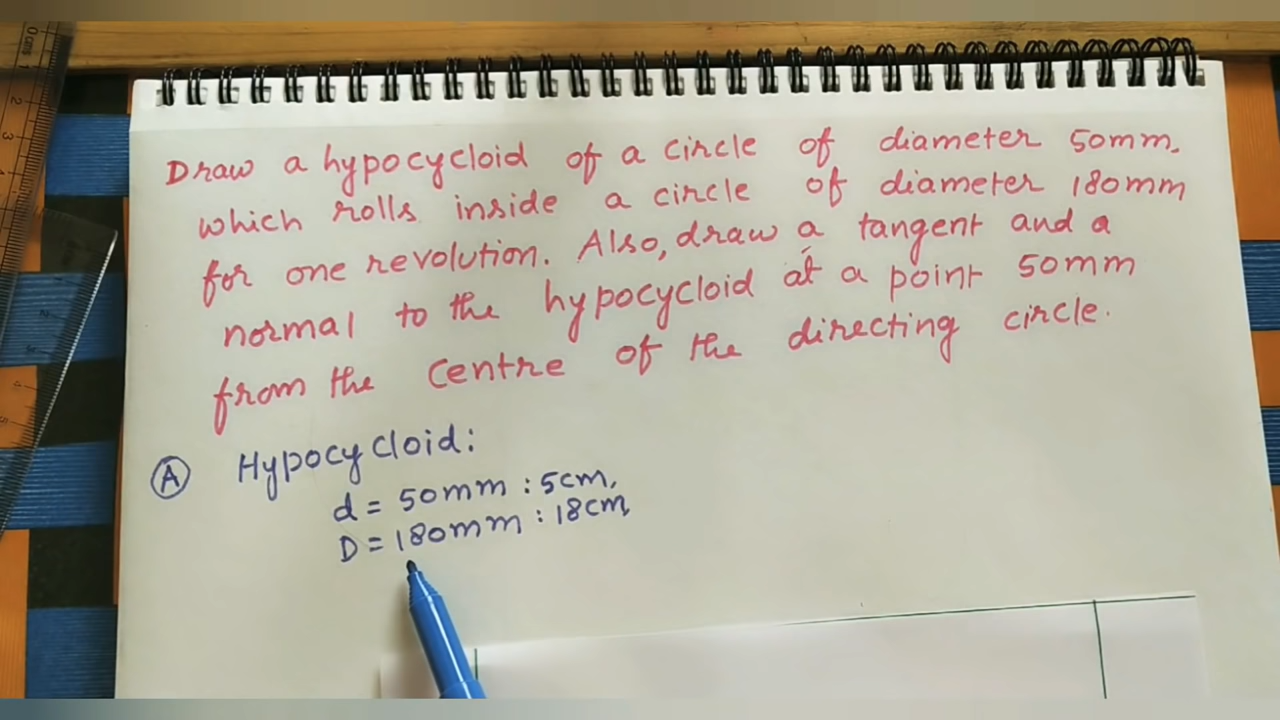 Draw a hypocycloid of a circle of diameter 50mm.
which rolls inside a circle of diameter 180mm
for one revolution. Also, draw a tangent and a
normal to the hypocycloid at a point 50mm
from the centre of the directing circle.
A Hypocycloid:
d = 50mm : 5cm,
D = 180mm : 18cm,